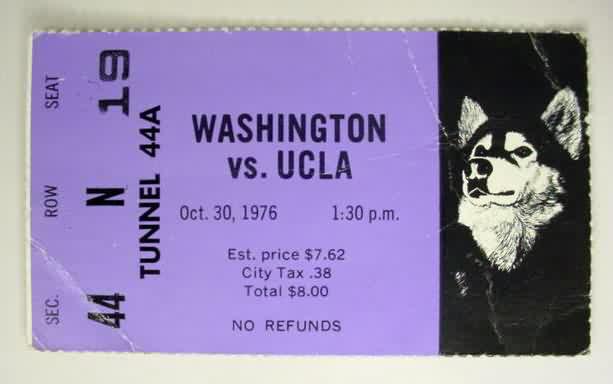 SEC. ROW SEAT
44 N 19
TUNNEL 44A
WASHINGTON
vs. UCLA
Oct. 30, 1976 1:30 p.m.
Est. price $7.62
City Tax .38
Total $8.00
NO REFUNDS